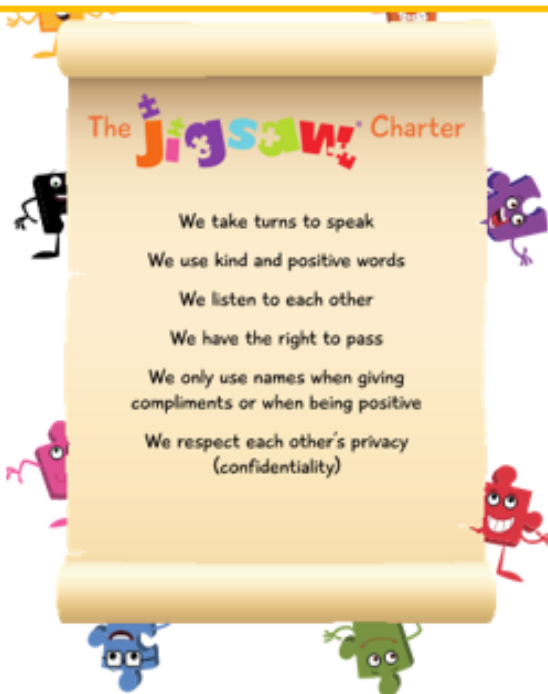 The Jigsaw® Charter
We take turns to speak
We use kind and positive words
We listen to each other
We have the right to pass
We only use names when giving
compliments or when being positive
We respect each other's privacy
(confidentiality)